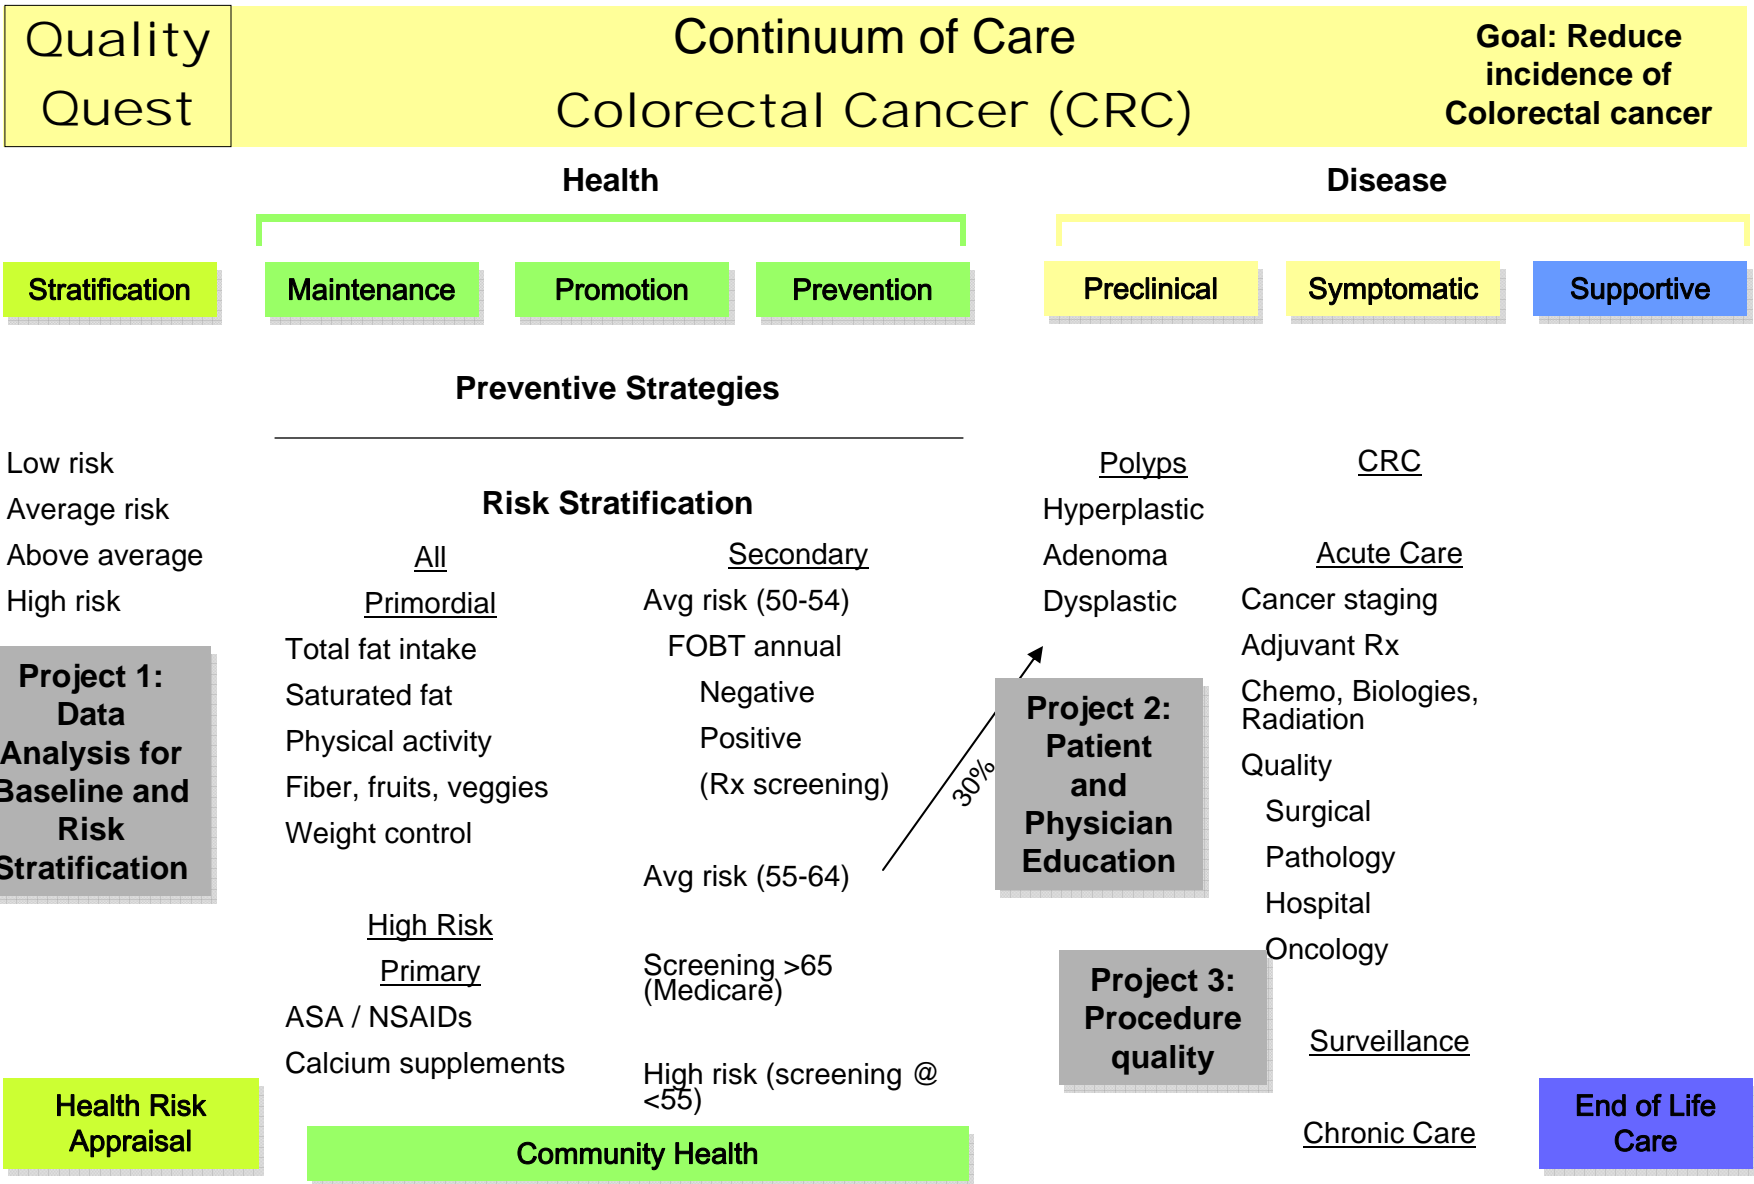 Quality
Quest
Continuum of Care
Colorectal Cancer (CRC)
Goal: Reduce
incidence of
Colorectal cancer
Health
Disease
Stratification
Maintenance
Promotion
Prevention
Preclinical
Symptomatic
Supportive
Preventive Strategies
Low risk
Average risk
Above average
High risk
Project 1:
Data
Analysis for
Baseline and
Risk
Stratification
Health Risk
Appraisal
Risk Stratification
All
Primordial
Total fat intake
Saturated fat
Physical activity
Fiber, fruits, veggies
Weight control
High Risk
Primary
ASA / NSAIDs
Calcium supplements
Secondary
Avg risk (50-54)
FOBT annual
Negative
Positive
(Rx screening)
Avg risk (55-64)
Screening >65
(Medicare)
High risk (screening @
<55)
Community Health
30%
Polyps
Hyperplastic
Adenoma
Dysplastic
Project 2:
Patient
and
Physician
Education
Project 3:
Procedure
quality
CRC
Acute Care
Cancer staging
Adjuvant Rx
Chemo, Biologies,
Radiation
Quality
Surgical
Pathology
Hospital
Oncology
Surveillance
Chronic Care
End of Life
Care